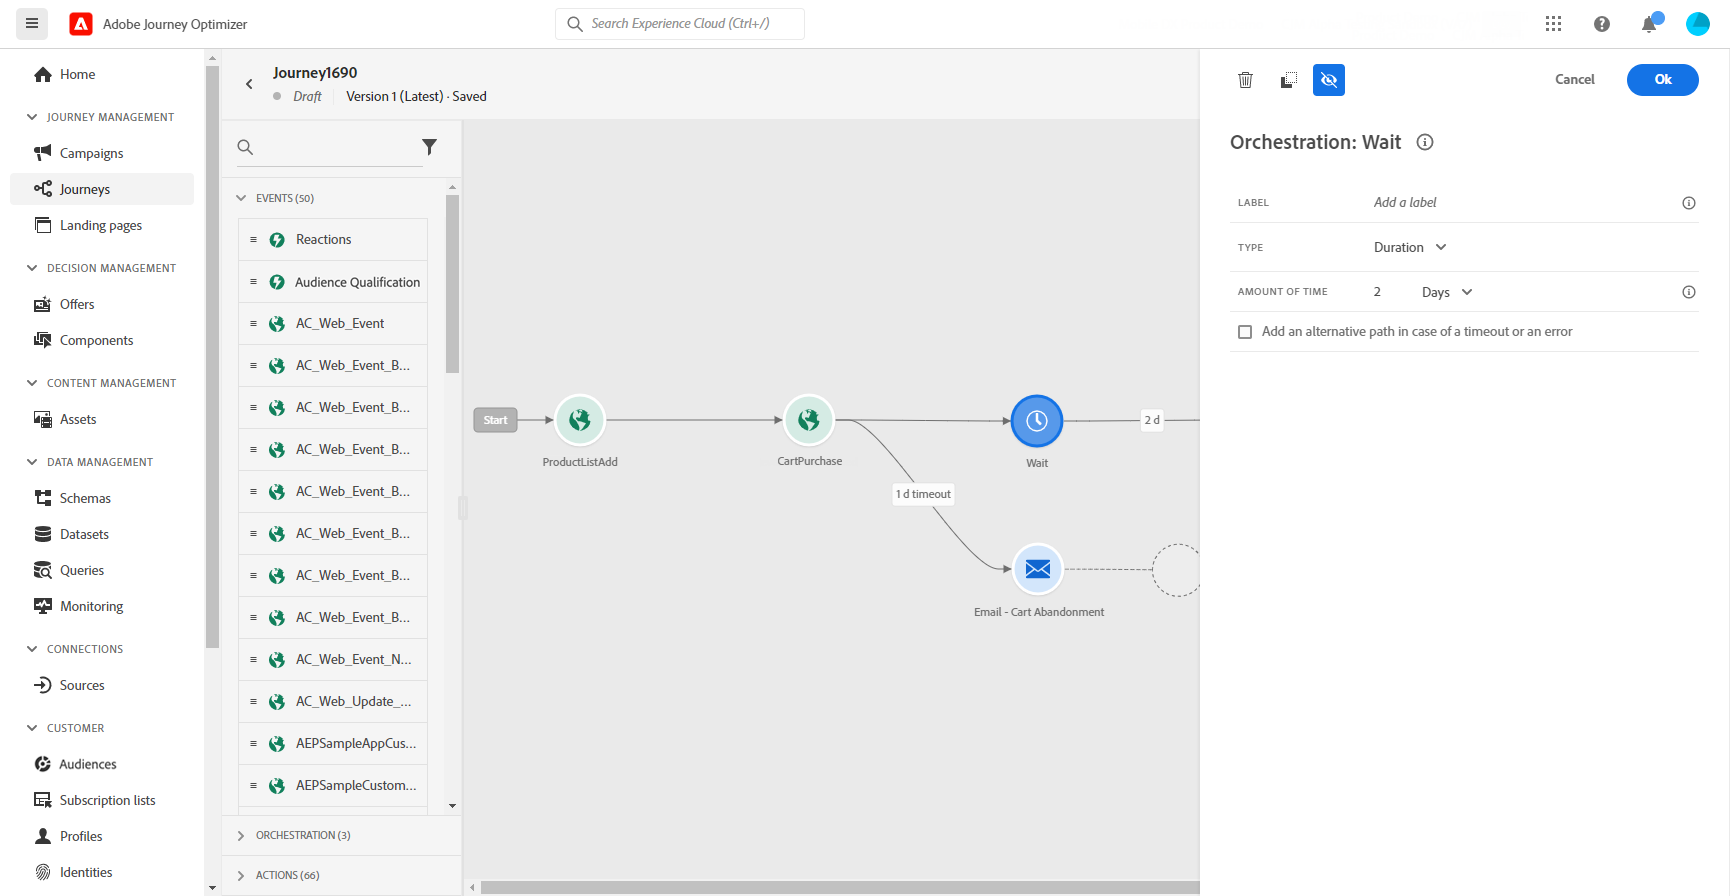 Adobe Journey Optimizer
Search Experience Cloud (Ctrl+/)
Home
JOURNEY MANAGEMENT
Campaigns
Journeys
Landing pages
DECISION MANAGEMENT
Offers
Components
CONTENT MANAGEMENT
Assets
DATA MANAGEMENT
Schemas
Datasets
Queries
Monitoring
CONNECTIONS
Sources
CUSTOMER
Audiences
Subscription lists
Profiles
Identities
Journey1690
Draft
Version 1 (Latest) · Saved
EVENTS (50)
Reactions
Audience Qualification
AC_Web_Event
AC_Web_Event_B...
AC_Web_Event_B...
AC_Web_Event_B...
AC_Web_Event_B...
AC_Web_Event_B...
AC_Web_Event_B...
AC_Web_Event_B...
AC_Web_Event_N...
AC_Web_Update_...
AEPSampleAppCus...
AEPSampleCustom...
ORCHESTRATION (3)
ACTIONS (66)
Start
ProductListAdd
CartPurchase
Wait
2 d
1 d timeout
Email - Cart Abandonment
Cancel
Ok
Orchestration: Wait
LABEL
Add a label
TYPE
Duration
AMOUNT OF TIME
2
Days
Add an alternative path in case of a timeout or an error